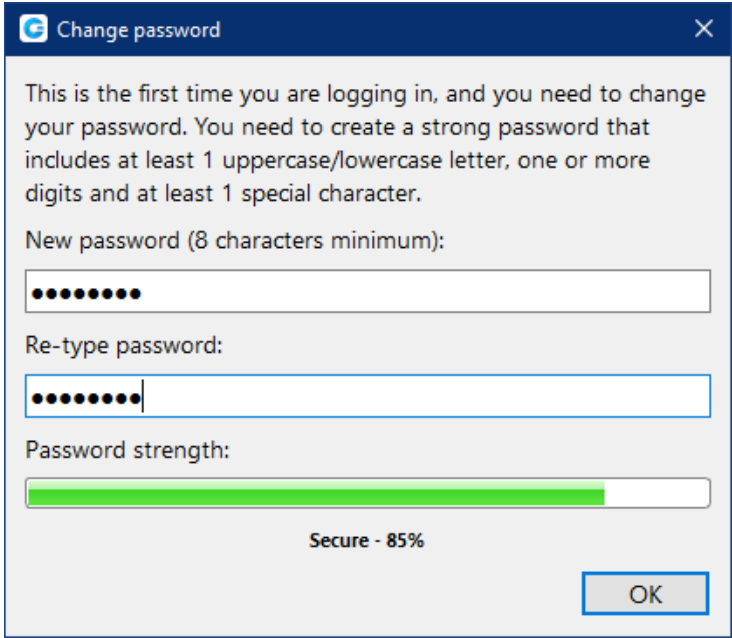 Change password
This is the first time you are logging in, and you need to change
your password. You need to create a strong password that
includes at least 1 uppercase/lowercase letter, one or more
digits and at least 1 special character.
New password (8 characters minimum):
●●●●●●●●
Re-type password:
●●●●●●●●
Password strength:
Secure - 85%
OK